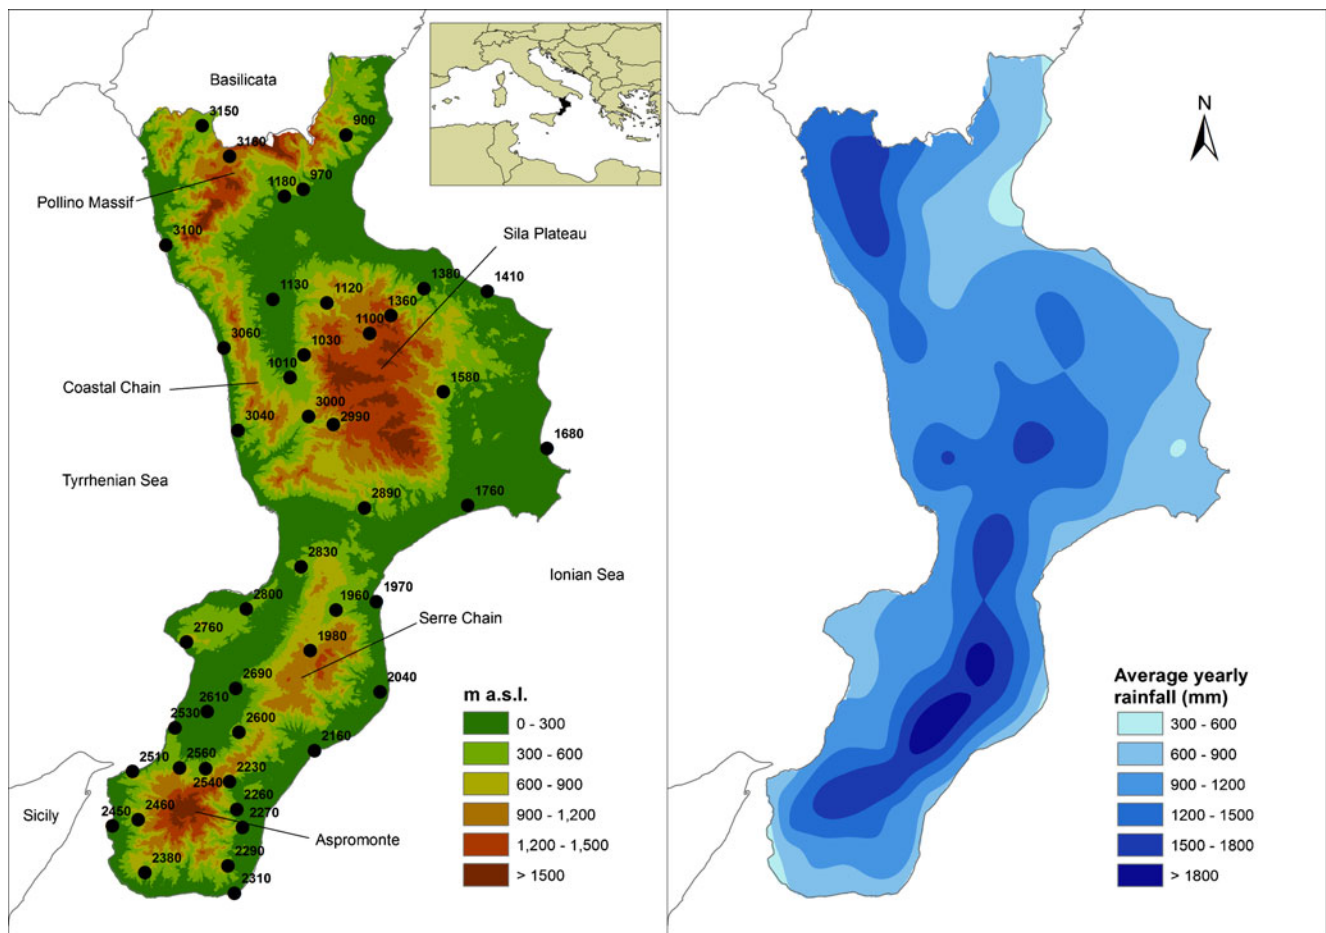 Basilicata
3150
900
3180
970
1180
Pollino Massif
3100
Sila Plateau
1380
1410
1130
1120
1360
1100
3060
1030
1010
Coastal Chain
1580
3000
2990
3040
1680
Tyrrhenian Sea
2890
1760
2830
Ionian Sea
1970
2800
1960
Serre Chain
2760
1980
2690
2040
2610
2530
2600
2160
2510
2560
2230
2540
2260
2460
2450
2270
Sicily
Aspromonte
2290
2380
2310
m a.s.l.
0 - 300
300 - 600
600 - 900
900 - 1,200
1,200 - 1,500
> 1500
N
Average yearly
rainfall (mm)
300 - 600
600 - 900
900 - 1200
1200 - 1500
1500 - 1800
> 1800